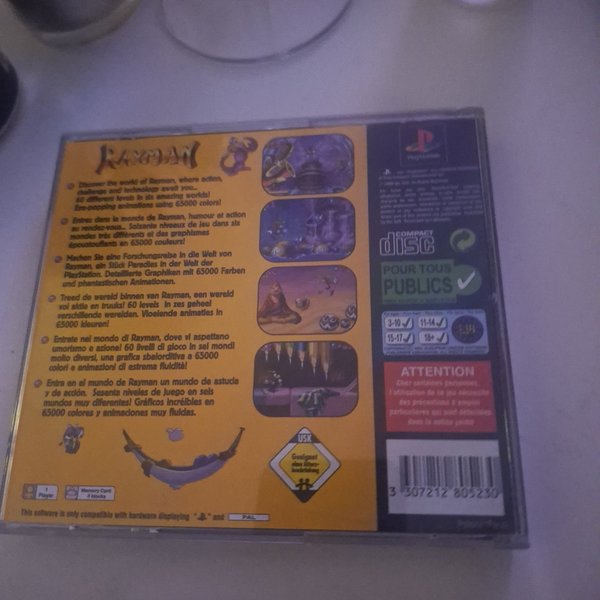 RAYMAN
Discover the world of Rayman, where action,
challenge and technology await you...
60 different levels in six amazing worlds!
Eye-popping animations using 65000 colors!
Entrez dans le monde de Rayman, humour et action
au rendez-vous... Soixante niveaux de jeu dans six
mondes très différents et des graphismes
époustouflants en 65000 couleurs!
Machen Sie eine Forschungsreise in die Welt von
Rayman, ein Stück Paradies in der Welt der
PlayStation. Detaillierte Graphiken mit 65000 Farben
und phantastischen Animationen.
Treed de wereld binnen van Rayman, een wereld
vol aktie en truuks! 60 levels in zes geheel
verschillende werelden. Vloeiende animaties in
65000 kleuren!
Entrate nel mondo di Rayman, dove vi aspettano
umorismo e azione! 60 livelli di gioco in sei mondi
molto diversi, una grafica sbalorditiva a 65000
colori e animazioni di estrema fluidità!
Entra en el mundo de Rayman un mundo de astucia
y de acción. Sesenta niveles de juego en seis
mundos muy diferentes! Gráficos increíbles en
65000 colores y animaciones muy fluidas.
1
Player
Memory Card
This software is only compatible with hardware displaying " " and PAL
USK
Geeignet
ohne Alters-
beschränkung
PlayStation
COMPACT
disc
POUR TOUS
PUBLICS
3-10 11-14
15-17 18+
ATTENTION
Chez certaines personnes,
l'utilisation de ce jeu nécessite
des précautions d'emploi
particulières qui sont détaillées
dans la notice jointe
3 307212 805230